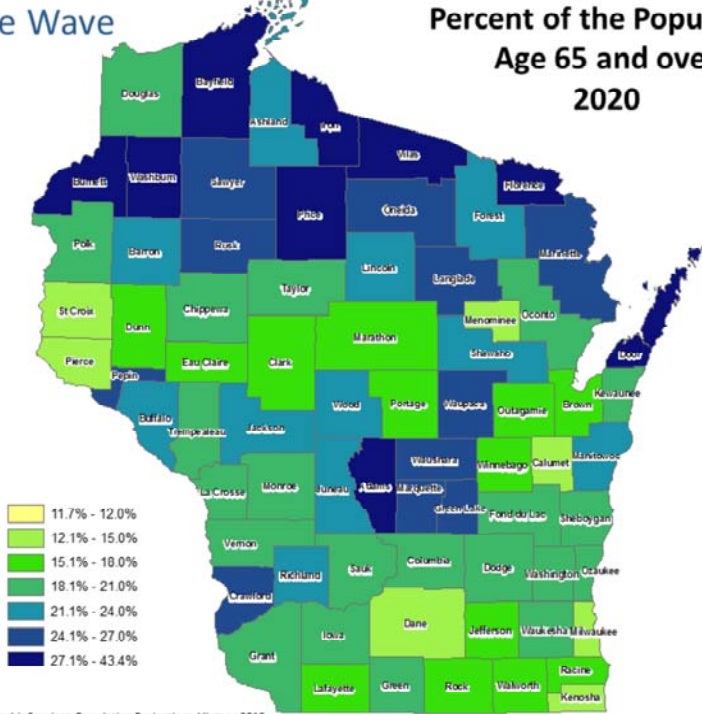 e Wave
Percent of the Popu
Age 65 and ove
2020
Douglas
Bayfield
Ashland
Iron
Vilas
Burnett
Washburn
Sawyer
Price
Oneida
Florence
Forest
Marinette
Polk
Barron
Rusk
Lincoln
Langlade
Taylor
Chippewa
St Croix
Dunn
Menominee
Oconto
Marathon
Pierce
Eau Claire
Clark
Shawano
Door
Pepin
Buffalo
Trempealeau
Jackson
Wood
Portage
Waupaca
Outagamie
Brown
Kewaunee
Manitowoc
Calumet
Winnebago
Waushara
Adams
Marquette
Green Lake
Juneau
Monroe
La Crosse
Fond du Lac
Sheboygan
Vernon
Richland
Sauk
Columbia
Dodge
Washington
Ozaukee
Crawford
Iowa
Dane
Jefferson
Waukesha
Milwaukee
Grant
Lafayette
Green
Rock
Walworth
Racine
Kenosha
11.7% - 12.0%
12.1% - 15.0%
15.1% - 18.0%
18.1% - 21.0%
21.1% - 24.0%
24.1% - 27.0%
27.1% - 43.4%